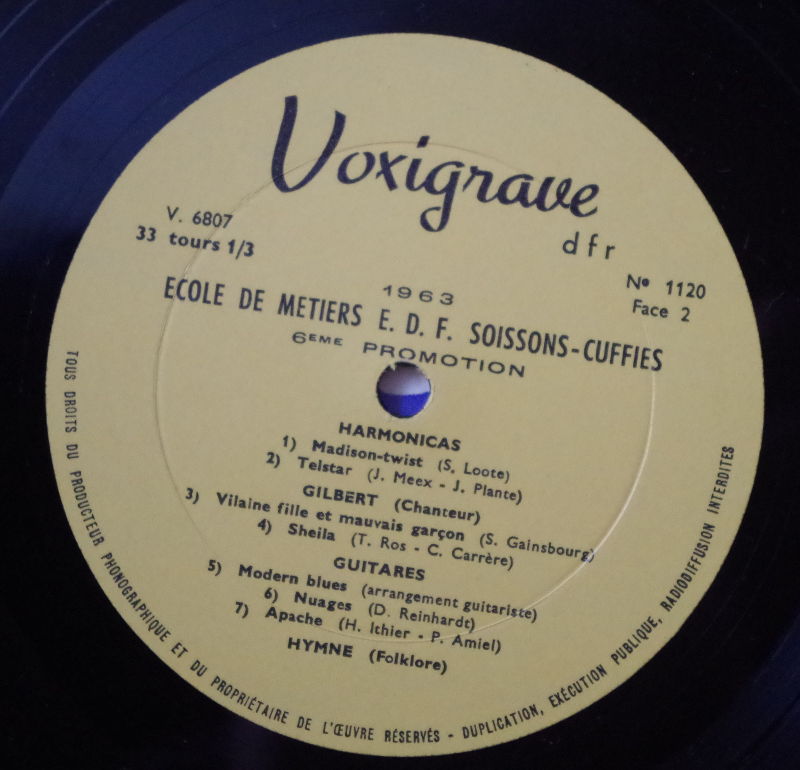 Voxigrave
dfr
V. 6807
33 tours 1/3
Nº 1120
Face 2
1963
ECOLE DE METIERS E. D. F. SOISSONS-CUFFIES
6EME PROMOTION
HARMONICAS
1) Madison-twist (S. Loote)
2) Telstar (J. Meex - J. Plante)
GILBERT (Chanteur)
3) Vilaine fille et mauvais garçon (S. Gainsbourg)
4) Sheila (T. Ros - C. Carrère)
GUITARES
5) Modern blues (arrangement guitariste)
6) Nuages (D. Reinhardt)
7) Apache (H. Ithier - P. Amiel)
HYMNE (Folklore)
TOUS DROITS DU PRODUCTEUR PHONOGRAPHIQUE ET DU PROPRIÉTAIRE DE L'ŒUVRE RÉSERVÉS - DUPLICATION, EXÉCUTION PUBLIQUE, RADIODIFFUSION INTERDITES